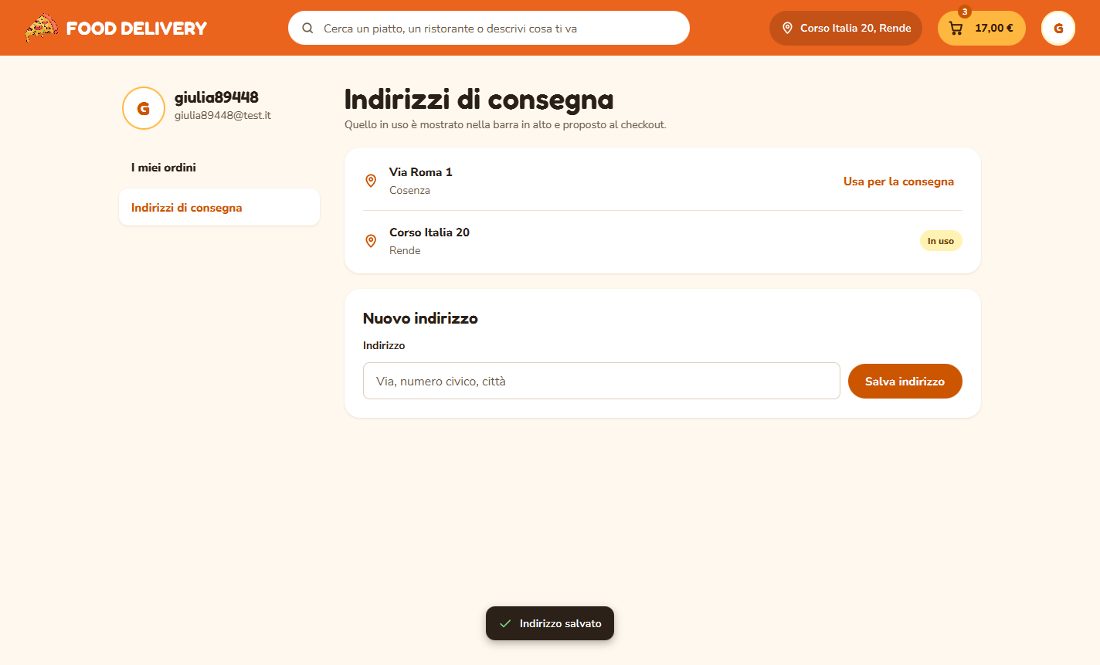 FOOD DELIVERY
Cerca un piatto, un ristorante o descrivi cosa ti va
Corso Italia 20, Rende
3
17,00 €
G
G
giulia89448
giulia89448@test.it
I miei ordini
Indirizzi di consegna
Indirizzi di consegna
Quello in uso è mostrato nella barra in alto e proposto al checkout.
Via Roma 1
Cosenza
Usa per la consegna
Corso Italia 20
Rende
In uso
Nuovo indirizzo
Indirizzo
Via, numero civico, città
Salva indirizzo
Indirizzo salvato